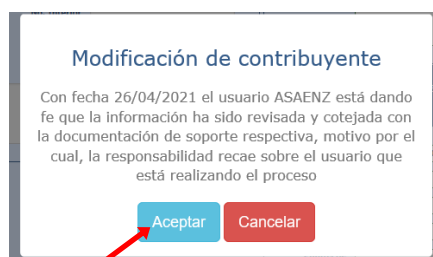 Modificación de contribuyente
Con fecha 26/04/2021 el usuario ASAENZ está dando
fe que la información ha sido revisada y cotejada con
la documentación de soporte respectiva, motivo por el
cual, la responsabilidad recae sobre el usuario que
está realizando el proceso
Aceptar Cancelar